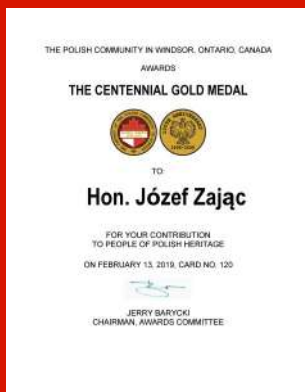 THE POLISH COMMUNITY IN WINDSOR, ONTARIO, CANADA
AWARDS
THE CENTENNIAL GOLD MEDAL
TO:
Hon. Józef Zając
FOR YOUR CONTRIBUTION
TO PEOPLE OF POLISH HERITAGE
ON FEBRUARY 13, 2019, CARD NO. 120
JERRY BARYCKI
CHAIRMAN, AWARDS COMMITTEE